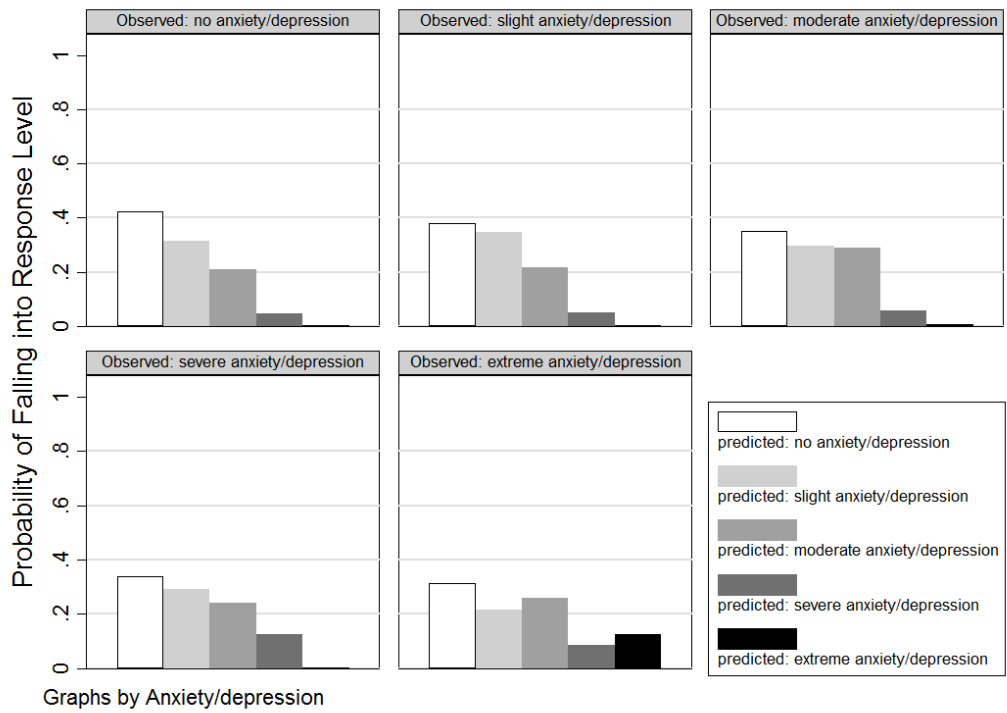 Observed: no anxiety/depression
Observed: slight anxiety/depression
Observed: moderate anxiety/depression
Probability of Falling into Response Level
1
.8
.6
.4
.2
0
Observed: severe anxiety/depression
Observed: extreme anxiety/depression
1
.8
.6
.4
.2
0
predicted: no anxiety/depression
predicted: slight anxiety/depression
predicted: moderate anxiety/depression
predicted: severe anxiety/depression
predicted: extreme anxiety/depression
Graphs by Anxiety/depression